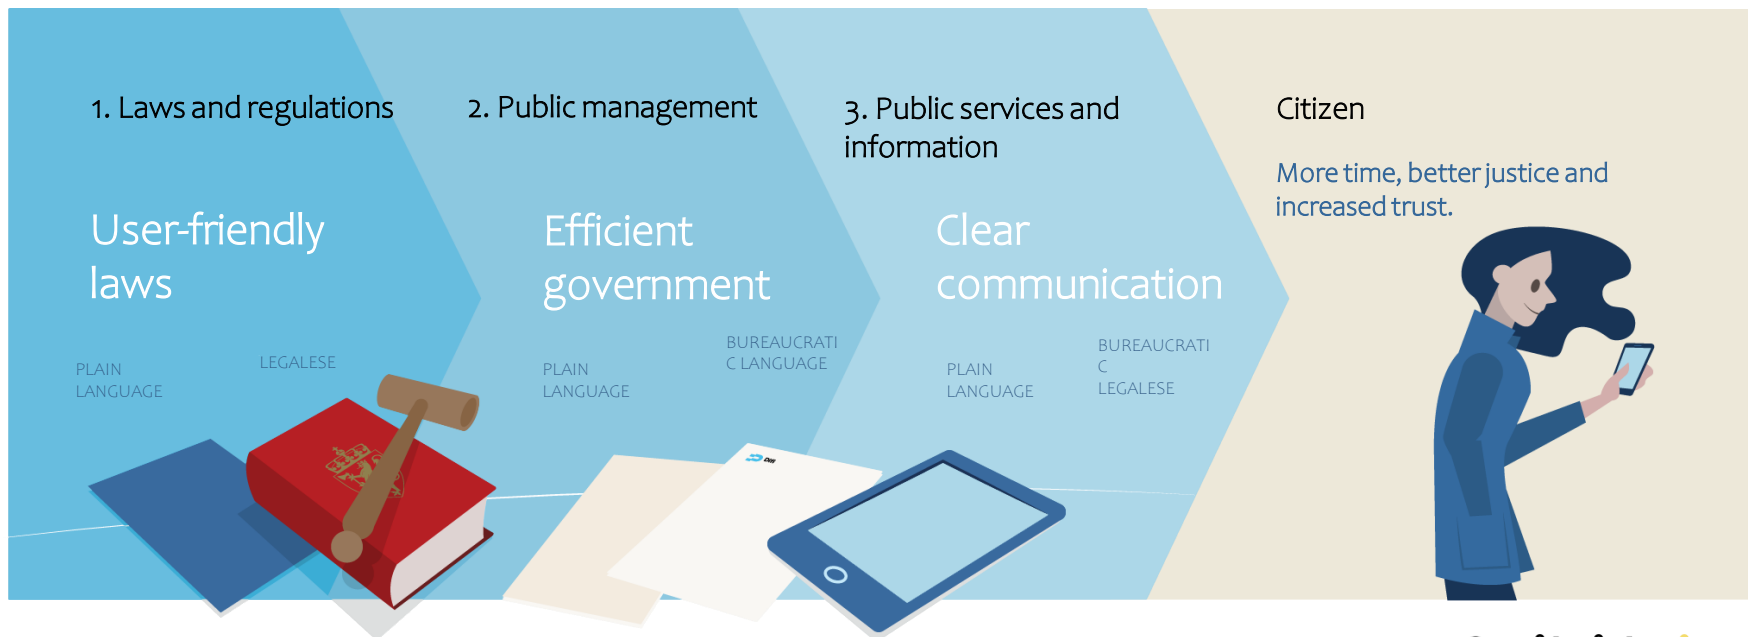 1. Laws and regulations
User-friendly
laws
PLAIN
LANGUAGE
LEGALESE
2. Public management
Efficient
government
PLAIN
LANGUAGE
BUREAUCRATI
C LANGUAGE
Difi
3. Public services and
information
Clear
communication
PLAIN
LANGUAGE
BUREAUCRATI
C
LEGALESE
Citizen
More time, better justice and
increased trust.